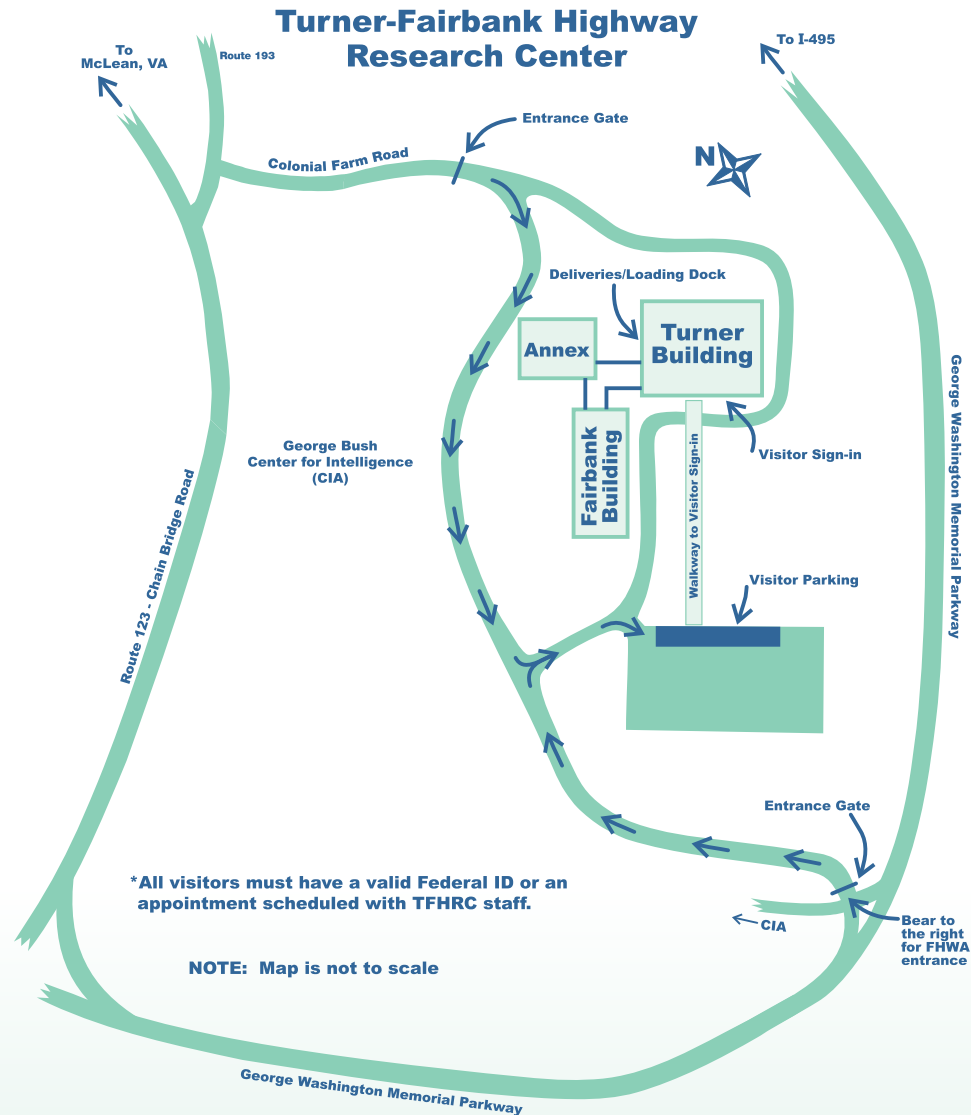 Turner-Fairbank Highway
Research Center
To
McLean, VA
Route 193
To I-495
Entrance Gate
Colonial Farm Road
N
Deliveries/Loading Dock
Turner
Building
Annex
Fairbank
Building
George Bush
Center for Intelligence
(CIA)
Visitor Sign-in
Walkway to Visitor Sign-in
George Washington Memorial Parkway
Route 123 - Chain Bridge Road
Visitor Parking
Entrance Gate
*All visitors must have a valid Federal ID or an
appointment scheduled with TFHRC staff.
CIA
Bear to
the right
for FHWA
entrance
NOTE: Map is not to scale
George Washington Memorial Parkway